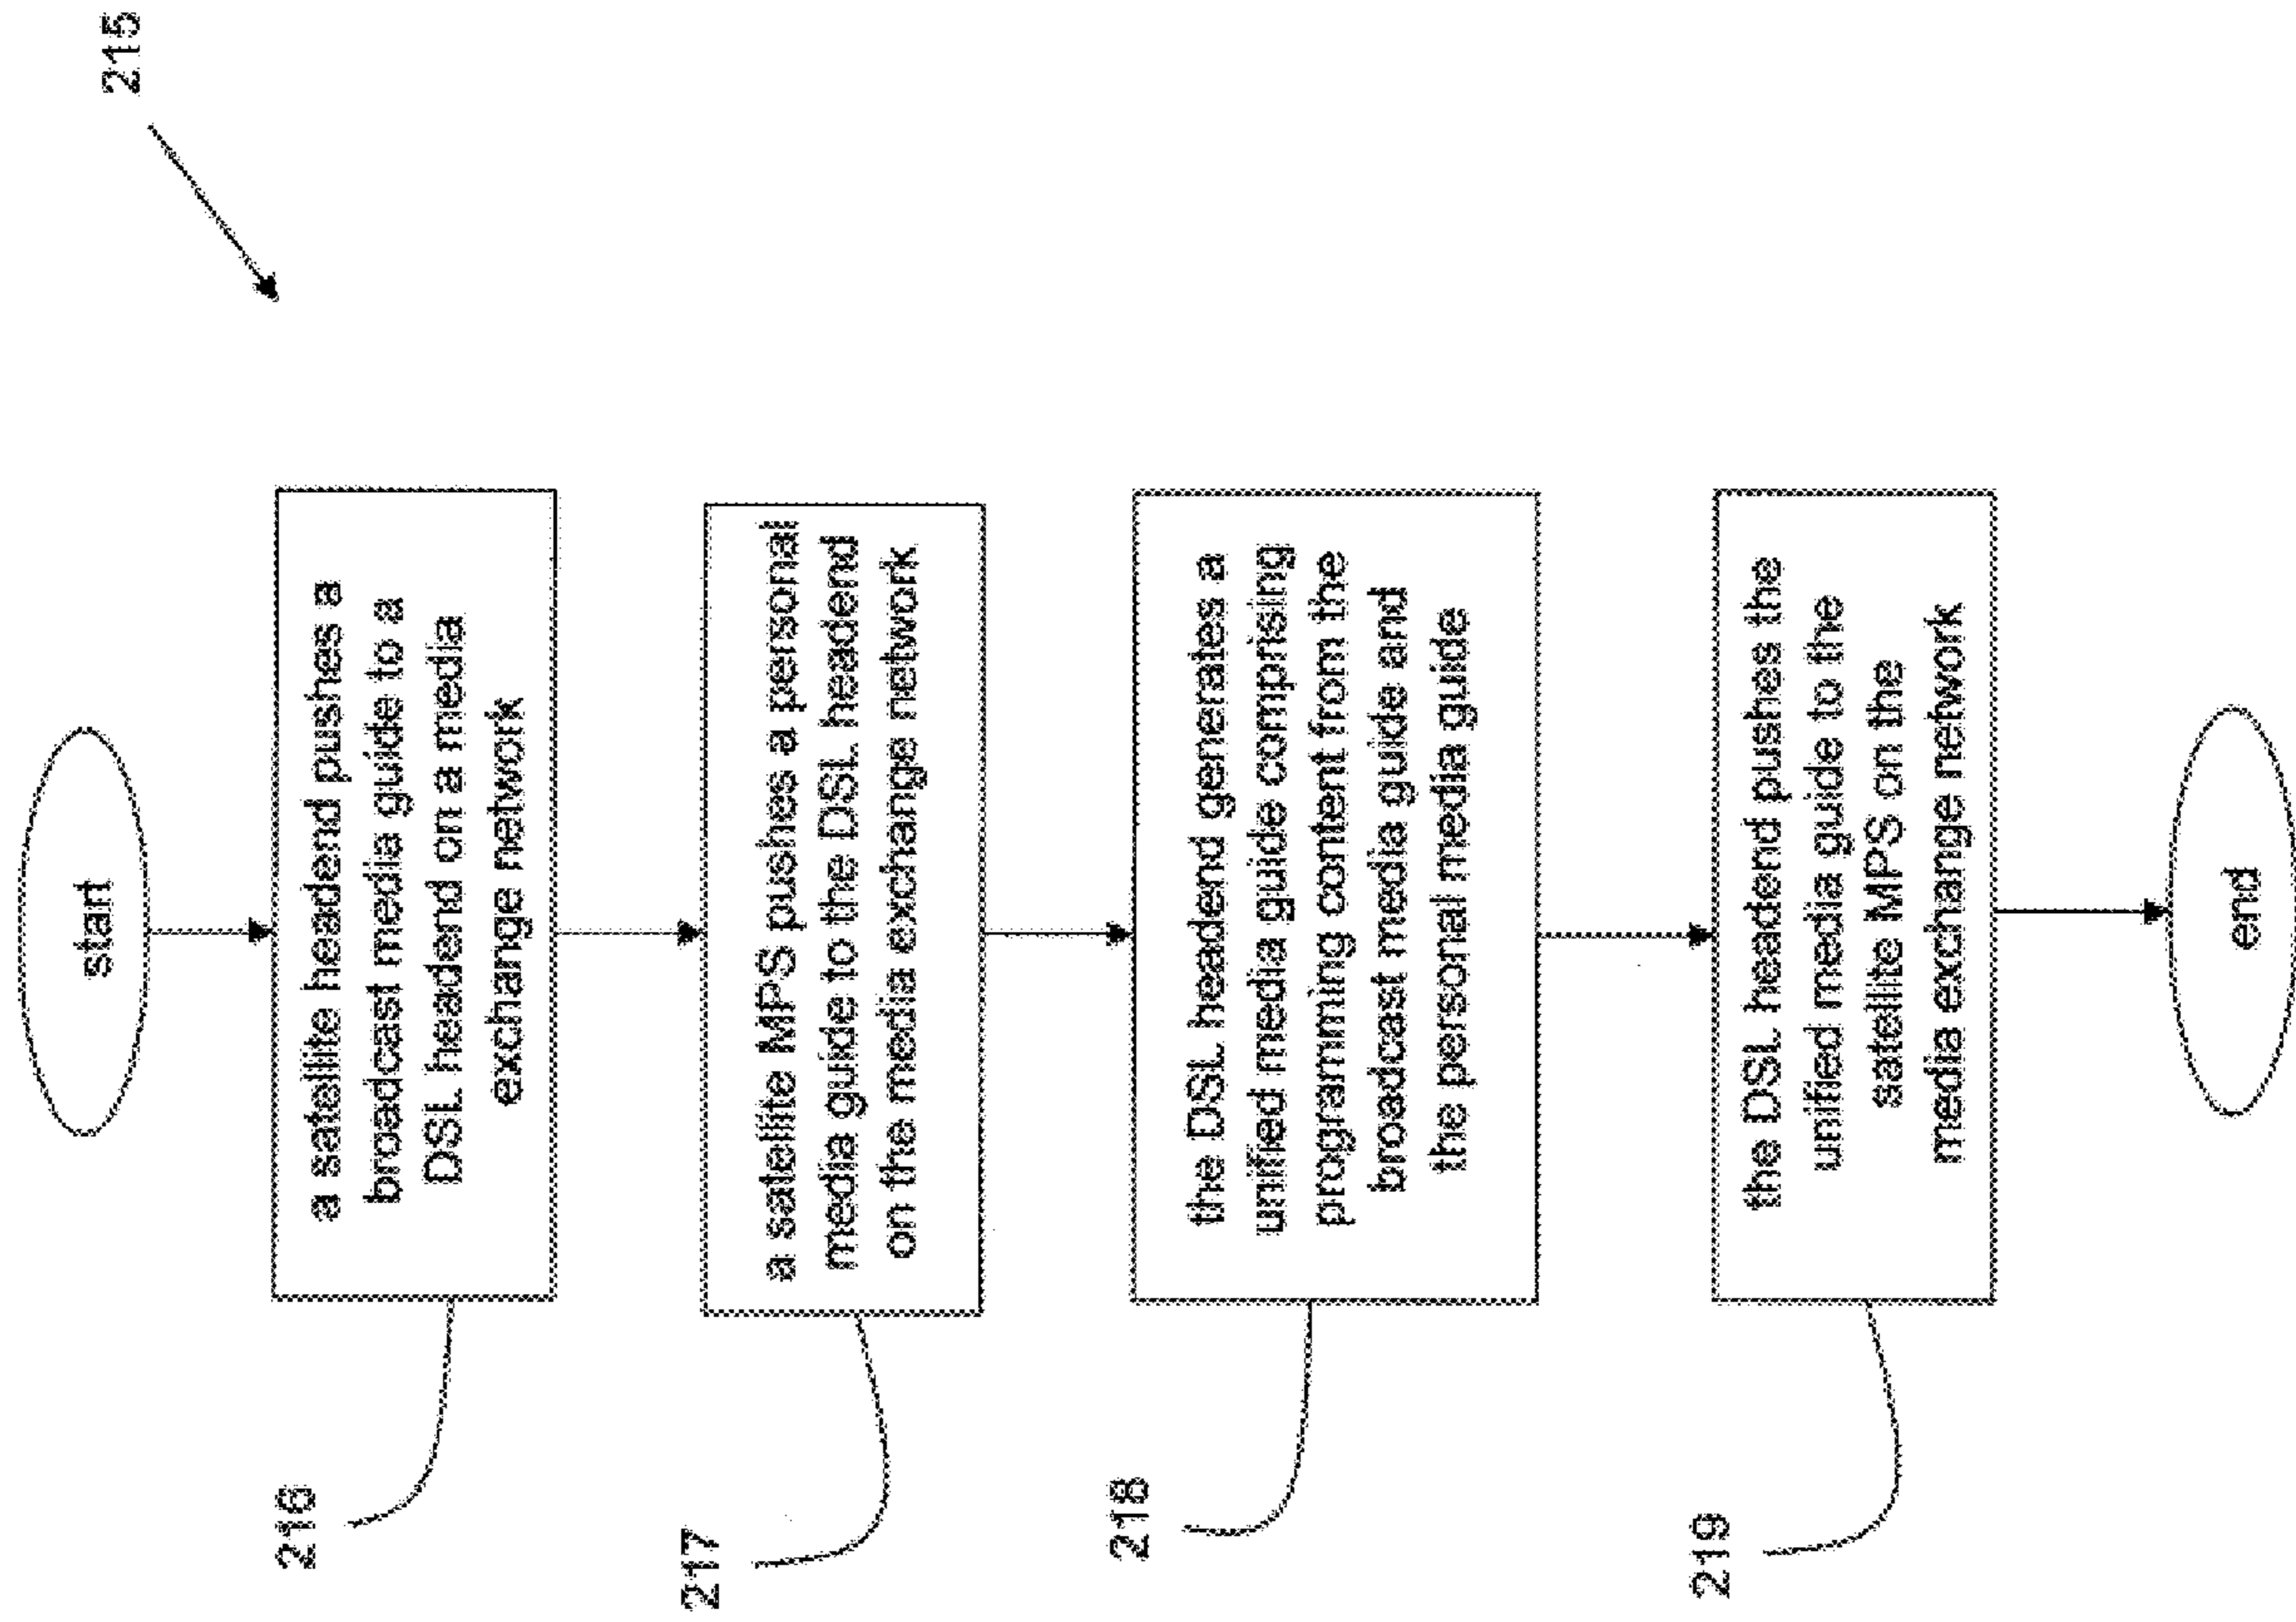 215
start
216
a satellite headend pushes a
broadcast media guide to a
DSL headend on a media
exchange network
217
a satellite MPS pushes a personal
media guide to the DSL headend
on the media exchange network
218
the DSL headend generates a
unified media guide comprising
programming content from the
broadcast media guide and
the personal media guide
219
the DSL headend pushes the
unified media guide to the
satellite MPS on the
media exchange network
end